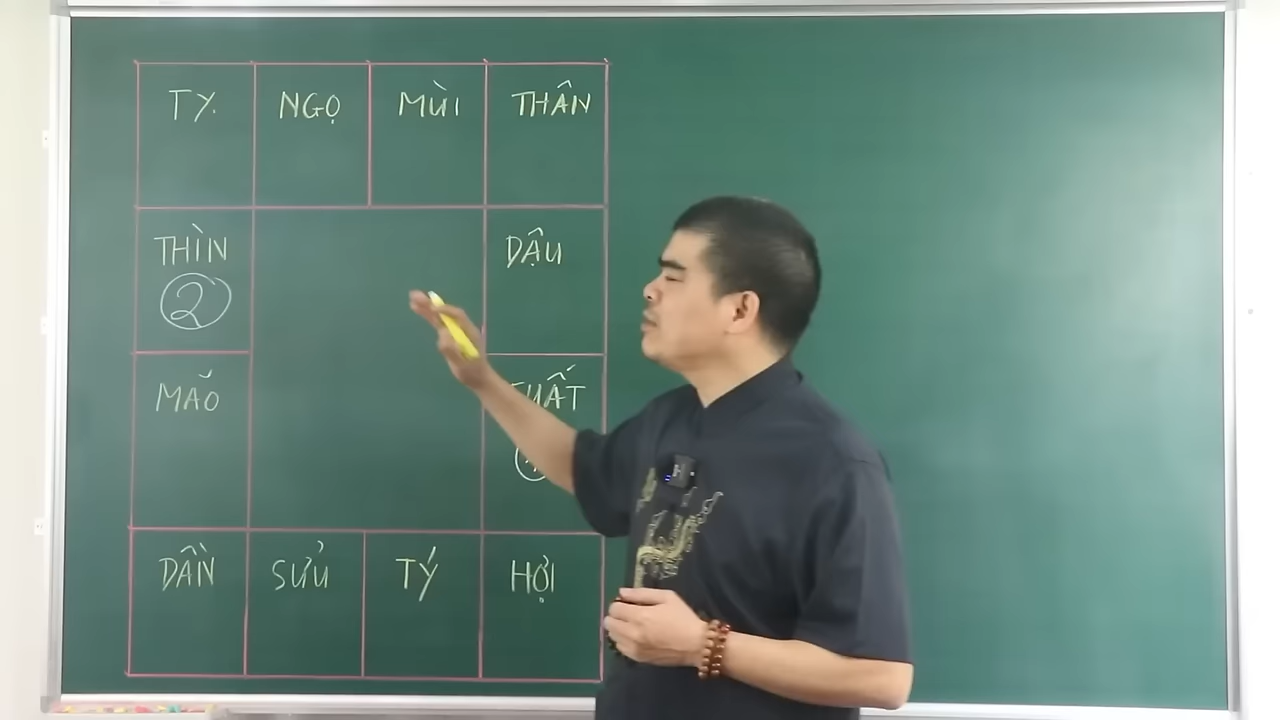 TỴ NGỌ MÙI THÂN
THÌN DẬU
2
MÃO
DẦN SỬU TÝ HỢI